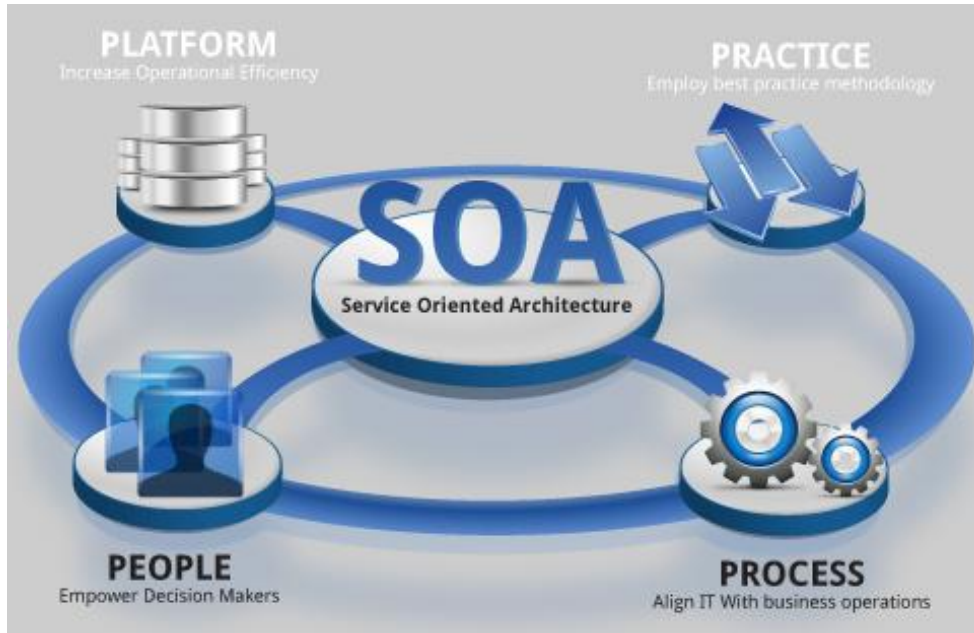 PLATFORM
Increase Operational Efficiency
PRACTICE
Employ best practice methodology
SOA
Service Oriented Architecture
PEOPLE
Empower Decision Makers
PROCESS
Align IT With business operations